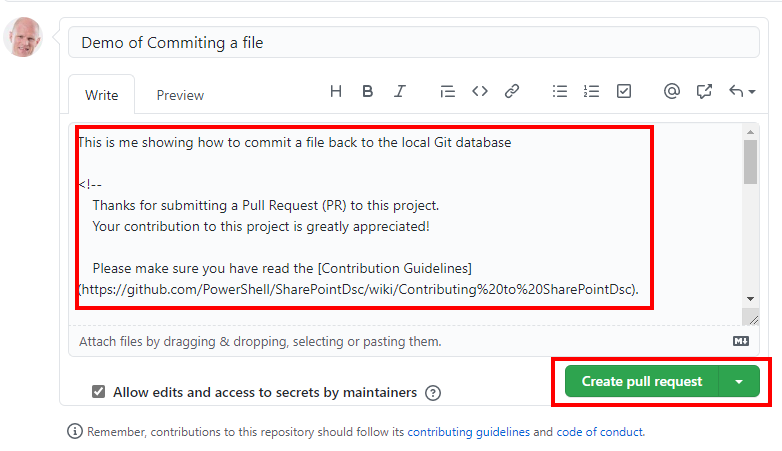 Demo of Commiting a file
Write Preview
This is me showing how to commit a file back to the local Git database
<!--
Thanks for submitting a Pull Request (PR) to this project.
Your contribution to this project is greatly appreciated!
Please make sure you have read the [Contribution Guidelines]
(https://github.com/PowerShell/SharePointDsc/wiki/Contributing%20to%20SharePointDsc).
Attach files by dragging & dropping, selecting or pasting them.
Create pull request
Allow edits and access to secrets by maintainers
Remember, contributions to this repository should follow its contributing guidelines and code of conduct.